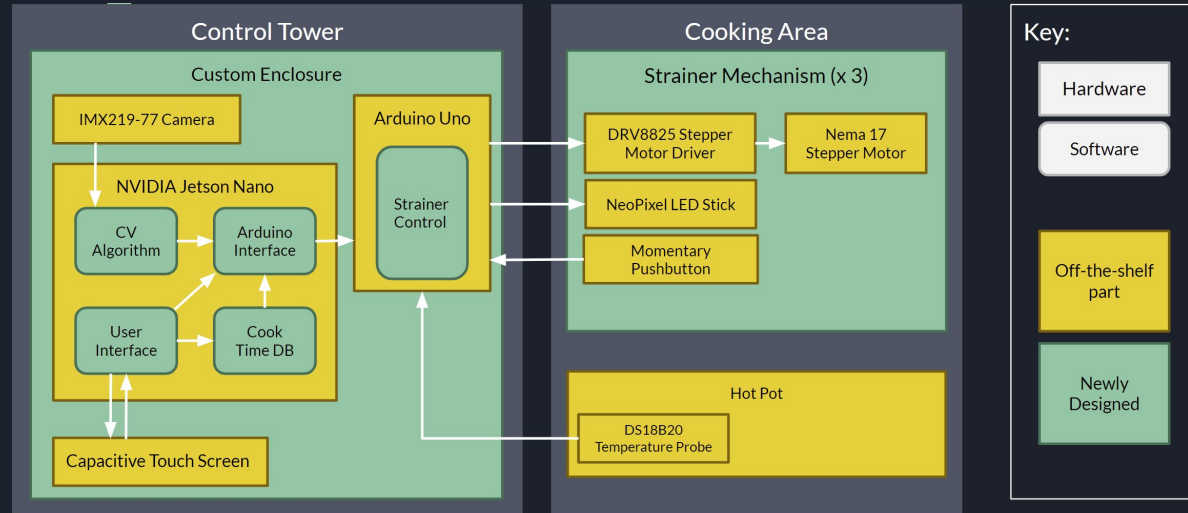 Control Tower
Custom Enclosure
IMX219-77 Camera
NVIDIA Jetson Nano
CV
Algorithm
Arduino
Interface
User
Interface
Cook
Time DB
Capacitive Touch Screen
Arduino Uno
Strainer
Control
Cooking Area
Strainer Mechanism (x 3)
DRV8825 Stepper
Motor Driver
Nema 17
Stepper Motor
NeoPixel LED Stick
Momentary
Pushbutton
Hot Pot
DS18B20
Temperature Probe
Key:
Hardware
Software
Off-the-shelf
part
Newly
Designed